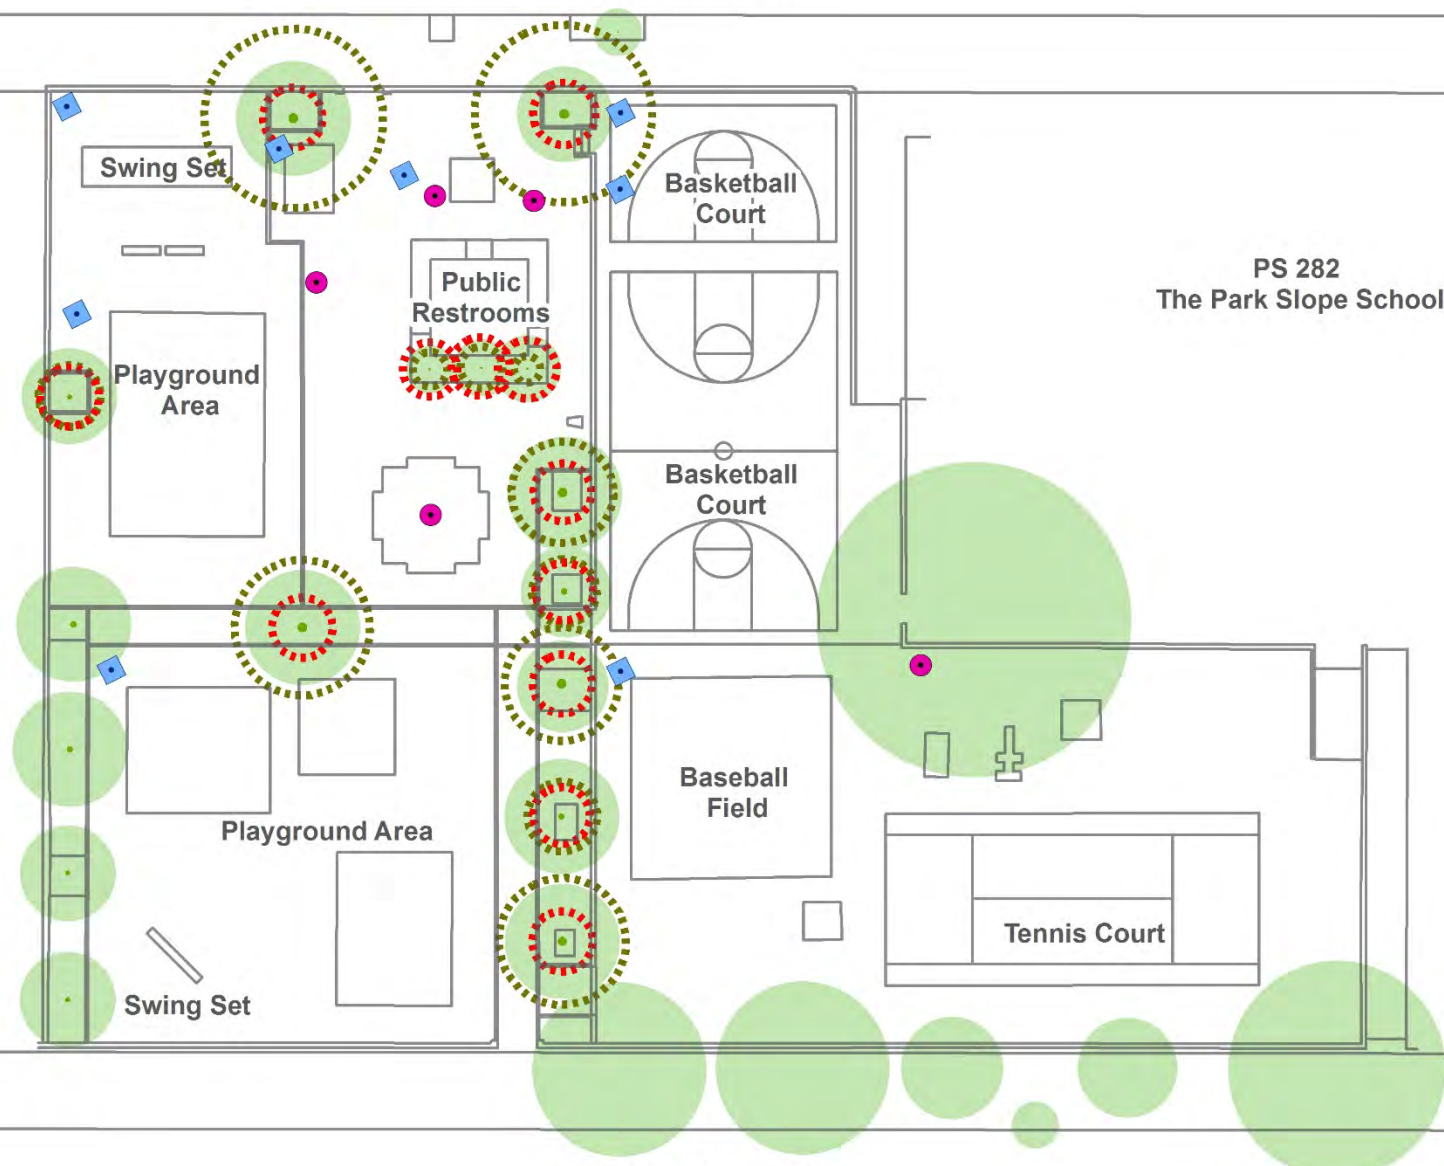 Swing Set
Basketball
Court
PS 282
The Park Slope School
Public
Restrooms
Playground
Area
Basketball
Court
Baseball
Field
Playground Area
Tennis Court
Swing Set